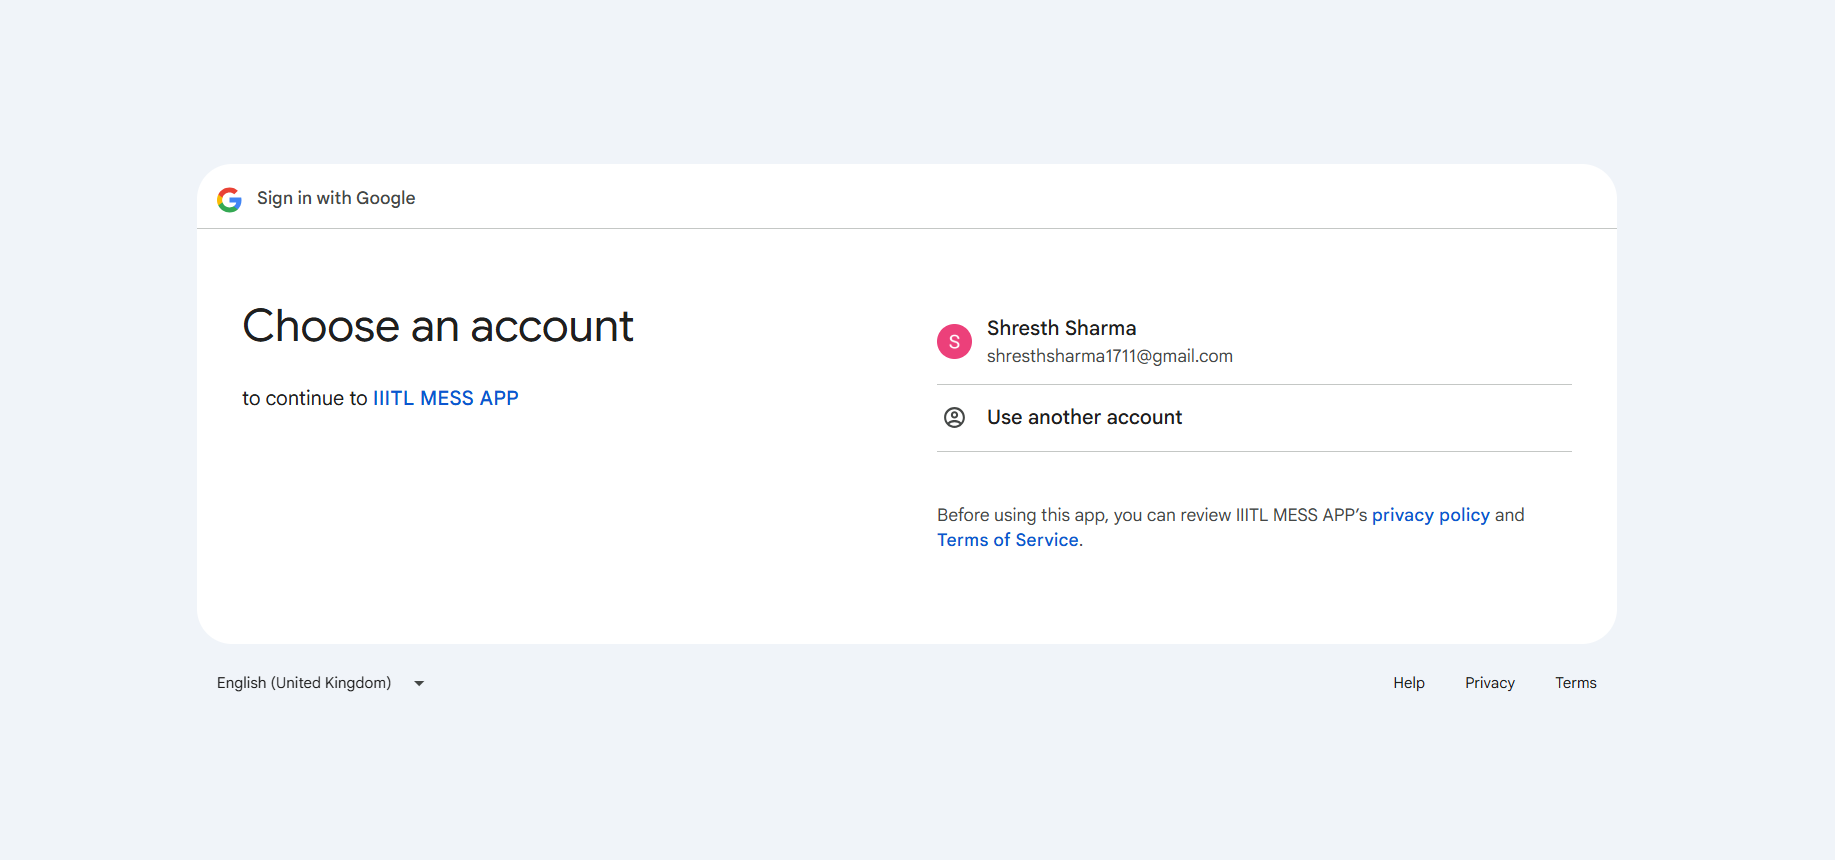 Sign in with Google
Choose an account
to continue to IIITL MESS APP
S
Shresth Sharma
shresthsharma1711@gmail.com
Use another account
Before using this app, you can review IIITL MESS APP’s privacy policy and
Terms of Service.
English (United Kingdom)
Help
Privacy
Terms